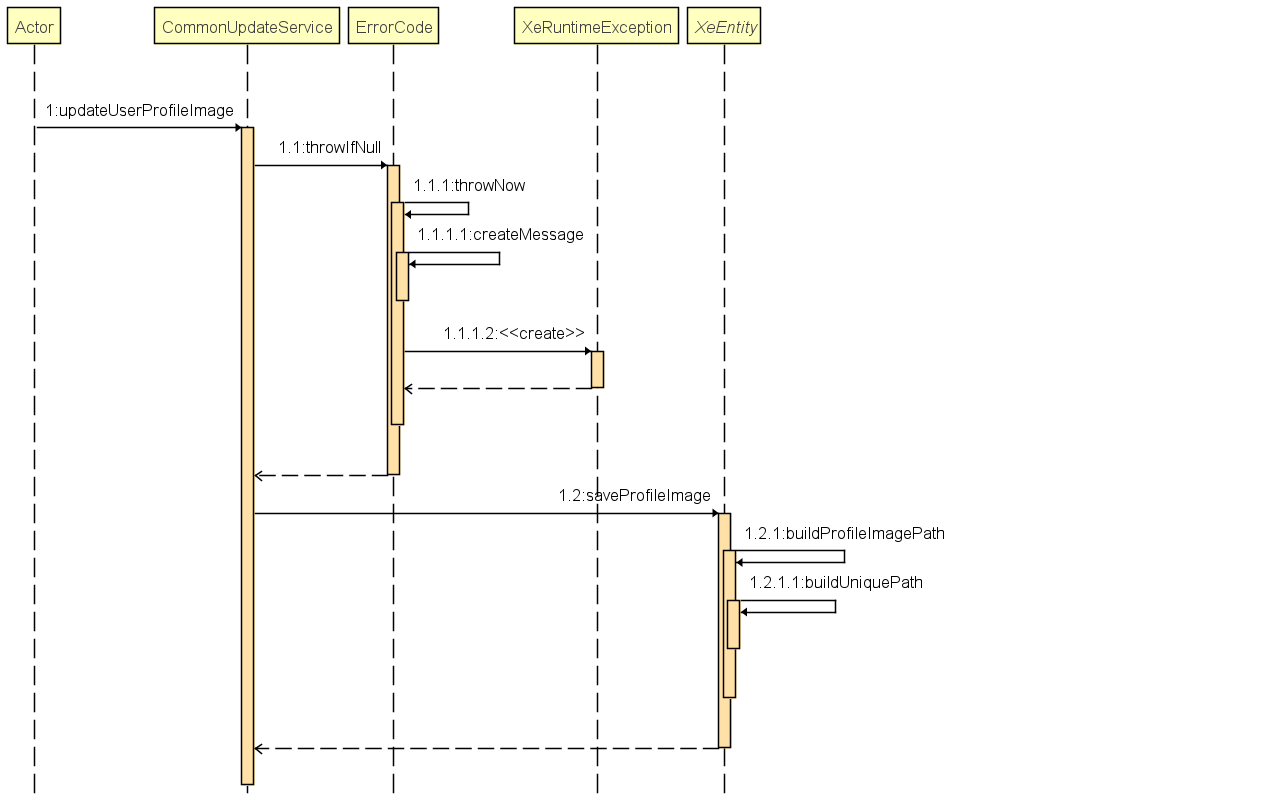 Actor
CommonUpdateService
ErrorCode
XeRuntimeException
XeEntity
1:updateUserProfileImage
1.1:throwIfNull
1.1.1:throwNow
1.1.1.1:createMessage
1.1.1.2:<<create>>
1.2:saveProfileImage
1.2.1:buildProfileImagePath
1.2.1.1:buildUniquePath